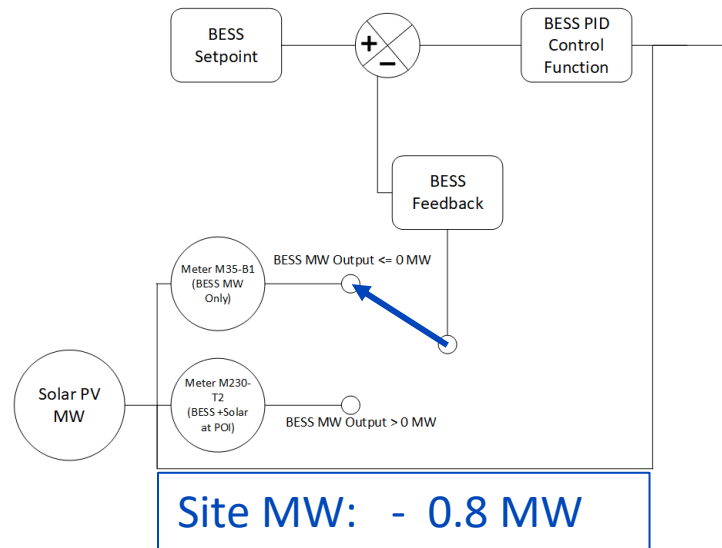 BESS
Setpoint
+
−
BESS PID
Control
Function
BESS
Feedback
Meter M35-B1
(BESS MW
Only)
BESS MW Output <= 0 MW
Solar PV
MW
Meter M230-
T2
(BESS +Solar
at POI)
BESS MW Output > 0 MW
Site MW: - 0.8 MW